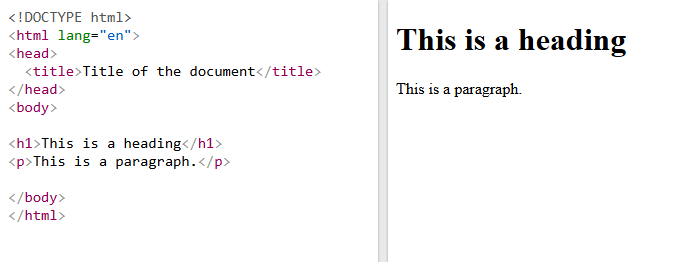 <!DOCTYPE html>
<html lang="en">
<head>
  <title>Title of the document</title>
</head>
<body>

<h1>This is a heading</h1>
<p>This is a paragraph.</p>

</body>
</html>

This is a heading
This is a paragraph.